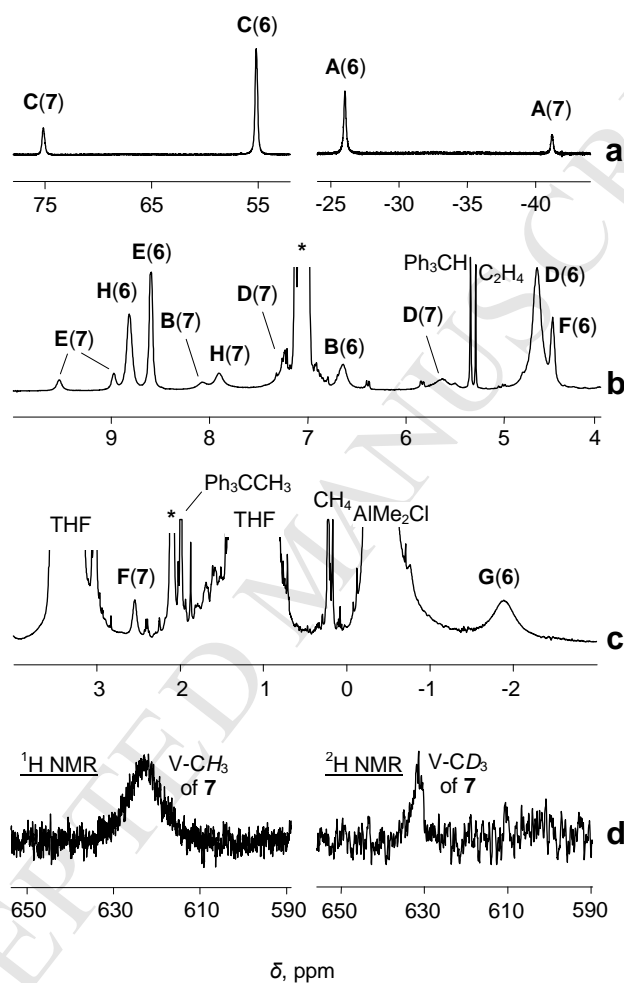 C(6)
C(7)
A(6)
A(7)
a
75 65 55 -25 -30 -35 -40
E(6)
*
H(6)
Ph3CH
C2H4
D(6)
E(7)
B(7)
D(7)
F(6)
H(7)
B(6)
D(7)
b
9 8 7 6 5 4
Ph3CCH3
THF
*
THF
CH4
AlMe2Cl
F(7)
G(6)
c
3 2 1 0 -1 -2
1H NMR
V-CH3
of 7
2H NMR
V-CD3
of 7
d
650 630 610 590 650 630 610 590
δ, ppm
EPTED MANUSCRI